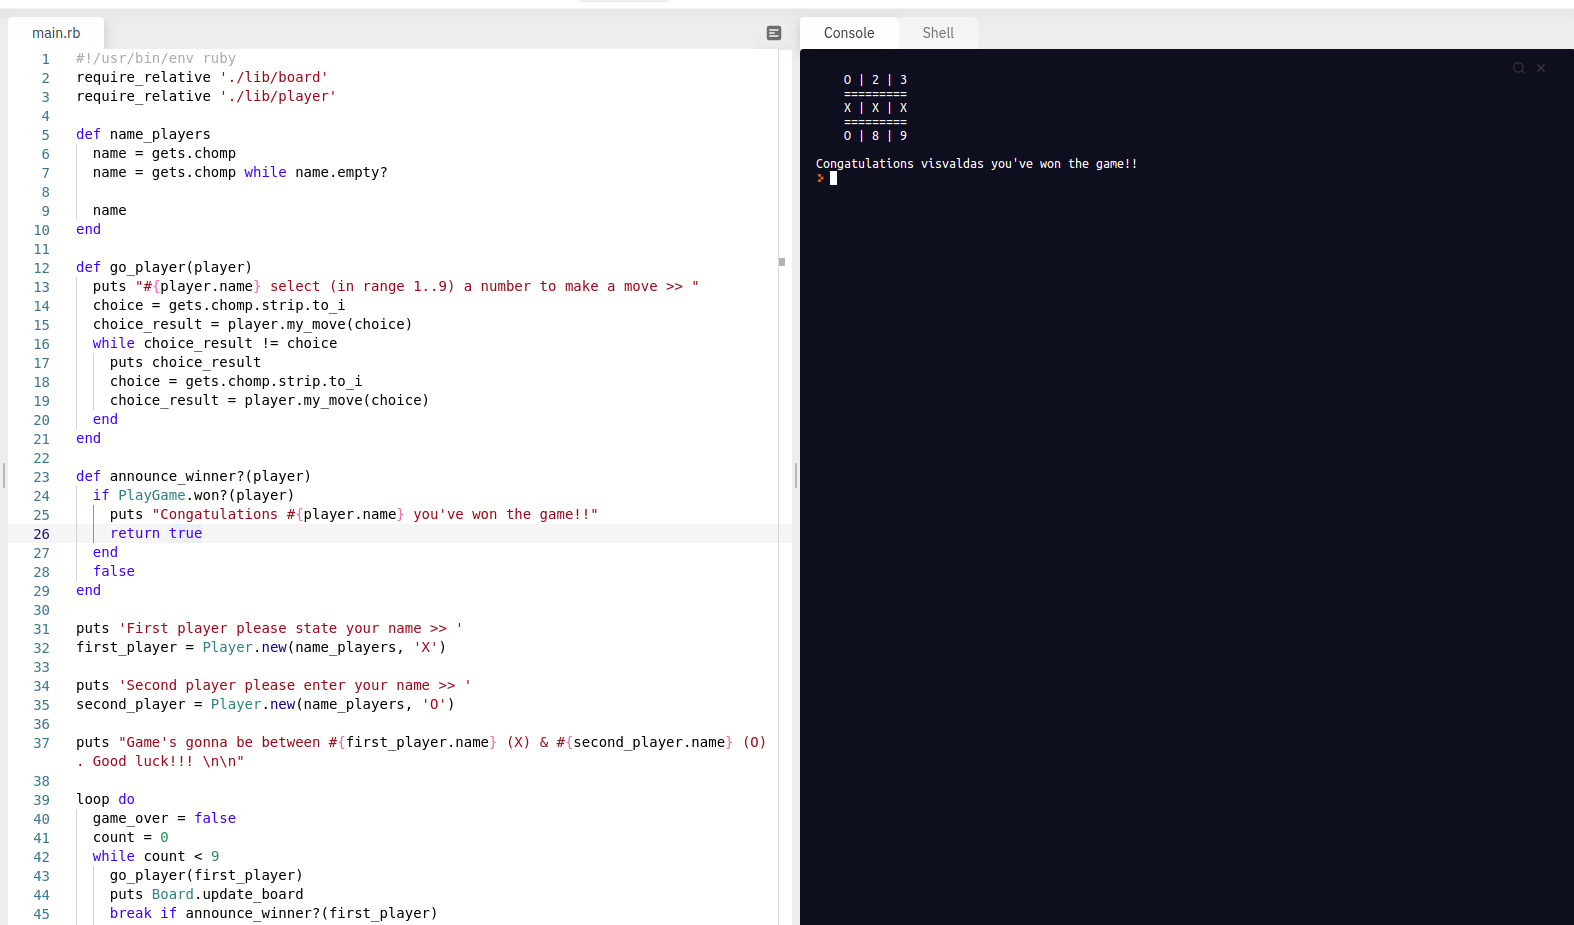 main.rb
1 #!/usr/bin/env ruby
2 require_relative './lib/board'
3 require_relative './lib/player'
4
5 def name_players
6   name = gets.chomp
7   name = gets.chomp while name.empty?
8
9   name
10 end
11
12 def go_player(player)
13   puts "#{player.name} select (in range 1..9) a number to make a move >> "
14   choice = gets.chomp.strip.to_i
15   choice_result = player.my_move(choice)
16   while choice_result != choice
17     puts choice_result
18     choice = gets.chomp.strip.to_i
19     choice_result = player.my_move(choice)
20   end
21 end
22
23 def announce_winner?(player)
24   if PlayGame.won?(player)
25     puts "Congatulations #{player.name} you've won the game!!"
26     return true
27   end
28   false
29 end
30
31 puts 'First player please state your name >> '
32 first_player = Player.new(name_players, 'X')
33
34 puts 'Second player please enter your name >> '
35 second_player = Player.new(name_players, 'O')
36
37 puts "Game's gonna be between #{first_player.name} (X) & #{second_player.name} (O)
. Good luck!!! \n\n"
38
39 loop do
40   game_over = false
41   count = 0
42   while count < 9
43     go_player(first_player)
44     puts Board.update_board
45     break if announce_winner?(first_player)
Console Shell
O | 2 | 3
=========
X | X | X
=========
O | 8 | 9
Congatulations visvaldas you've won the game!!